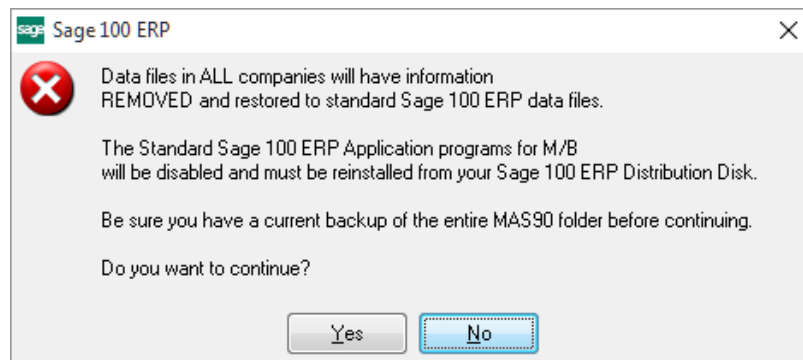 sage Sage 100 ERP
Data files in ALL companies will have information
REMOVED and restored to standard Sage 100 ERP data files.
The Standard Sage 100 ERP Application programs for M/B
will be disabled and must be reinstalled from your Sage 100 ERP Distribution Disk.
Be sure you have a current backup of the entire MAS90 folder before continuing.
Do you want to continue?
Yes No